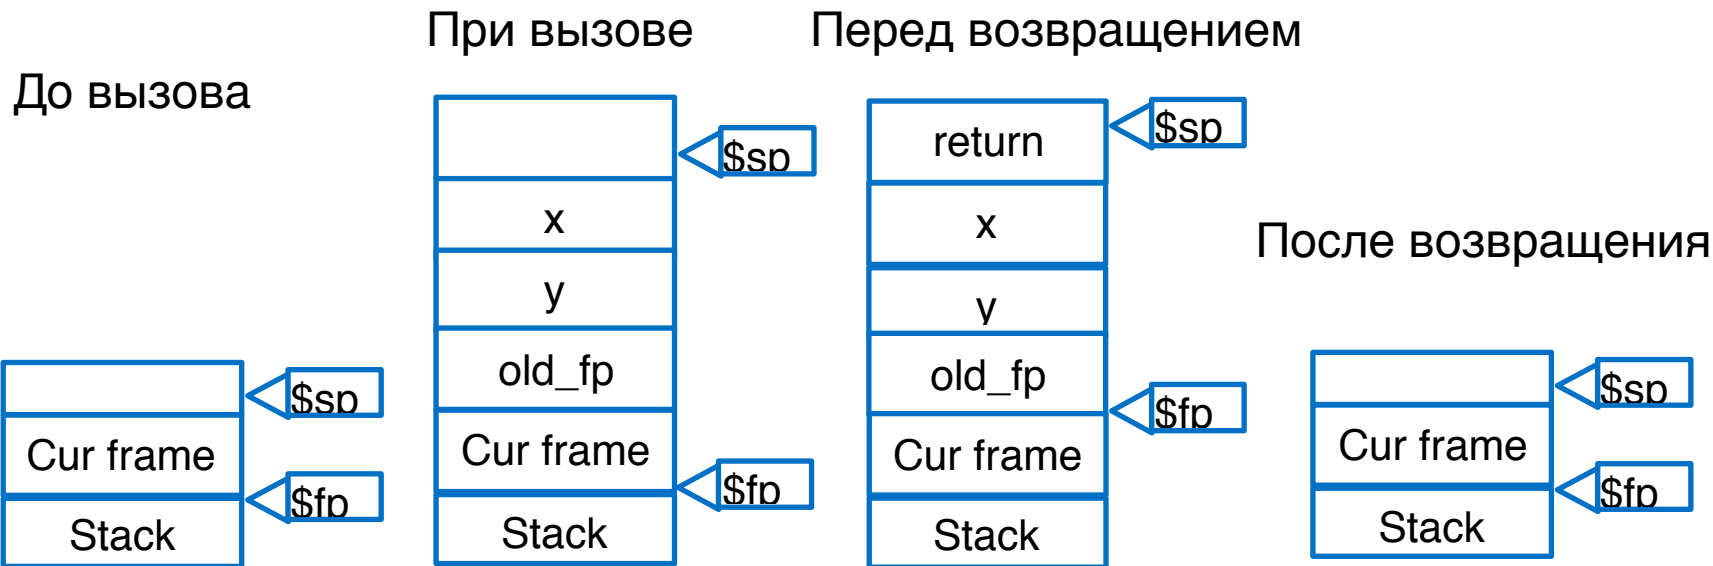 До вызова
$sp
Cur frame
$fp
Stack
При вызове
$sp
x
y
old_fp
Cur frame
$fp
Stack
Перед возвращением
return
$sp
x
y
old_fp
$fp
Cur frame
Stack
После возвращения
$sp
Cur frame
$fp
Stack